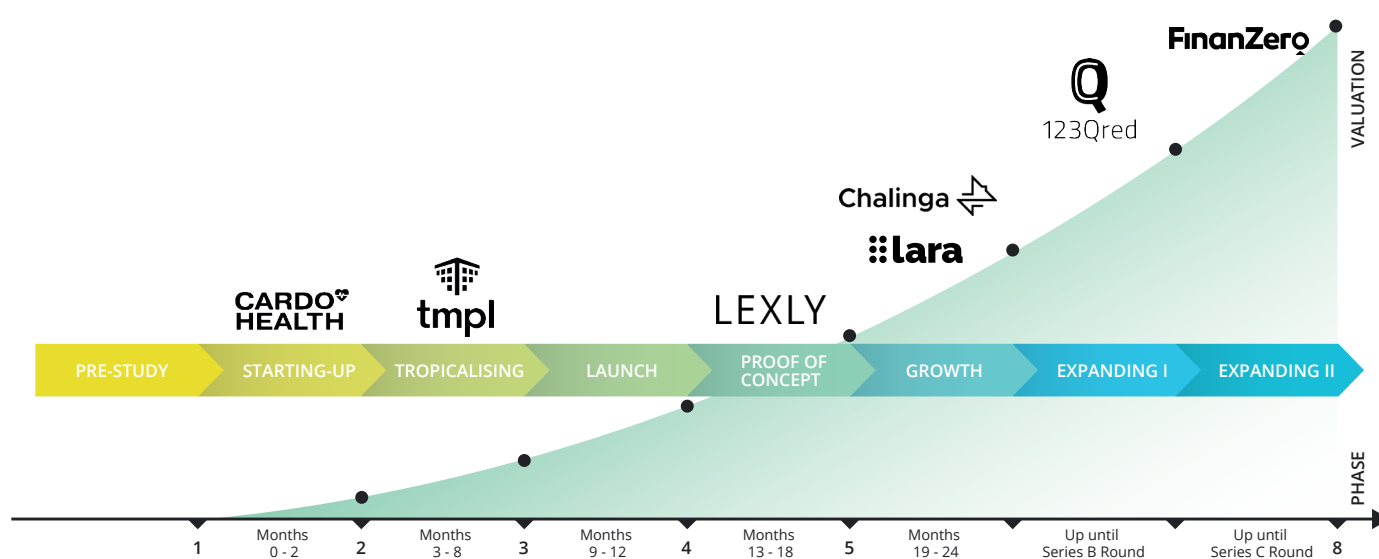 FinanZero
VALUATION
Q
123Qred
Chalinga
lara
CARDO
HEALTH
tmpl
LEXLY
PRE-STUDY
STARTING-UP
TROPICALISING
LAUNCH
PROOF OF
CONCEPT
GROWTH
EXPANDING I
EXPANDING II
PHASE
1
Months
0 - 2
2
Months
3 - 8
3
Months
9 - 12
4
Months
13 - 18
5
Months
19 - 24
Up until
Series B Round
Up until
Series C Round
8